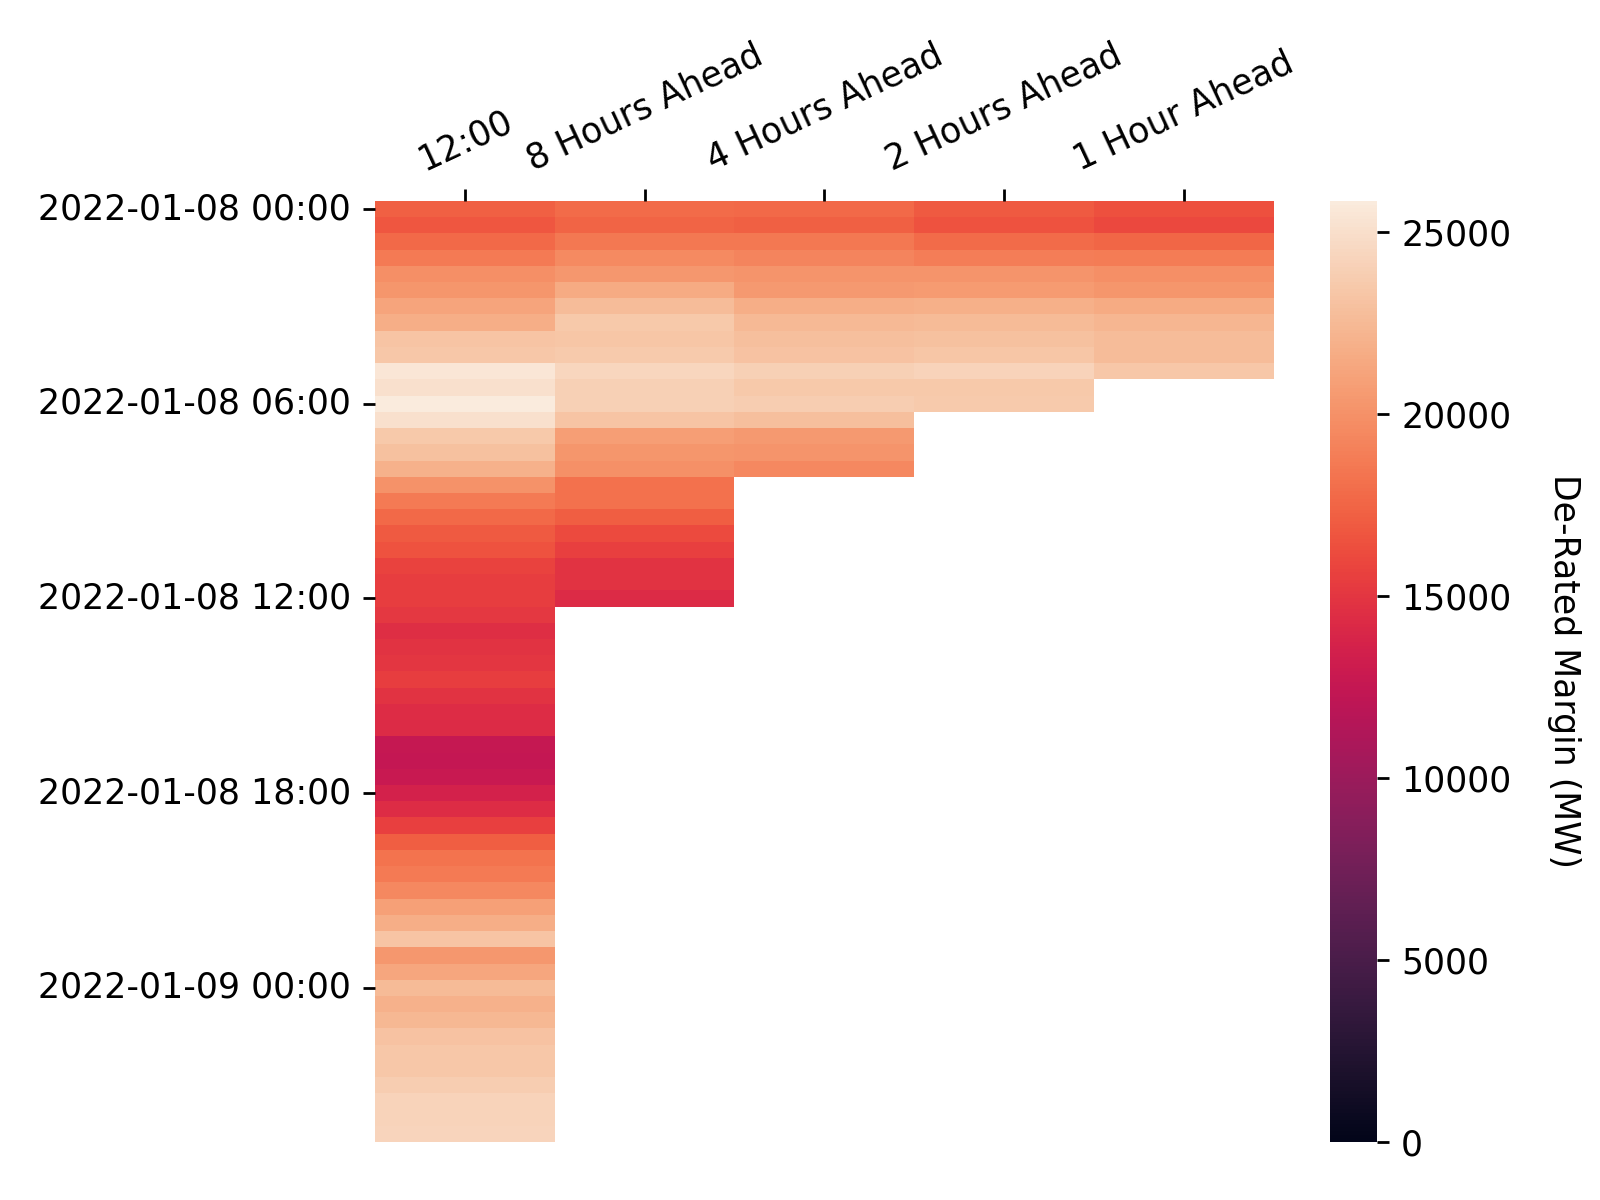 12:00
8 Hours Ahead
4 Hours Ahead
2 Hours Ahead
1 Hour Ahead
2022-01-08 00:00
2022-01-08 06:00
2022-01-08 12:00
2022-01-08 18:00
2022-01-09 00:00
25000
20000
15000
10000
5000
0
De-Rated Margin (MW)